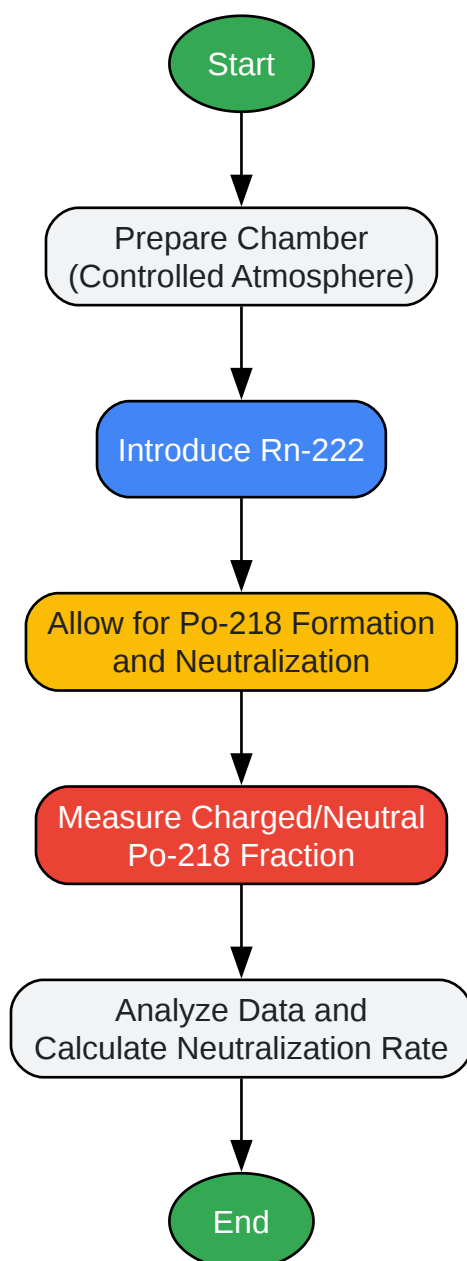 Start
Prepare Chamber
(Controlled Atmosphere)
Introduce Rn-222
Allow for Po-218 Formation
and Neutralization
Measure Charged/Neutral
Po-218 Fraction
Analyze Data and
Calculate Neutralization Rate
End